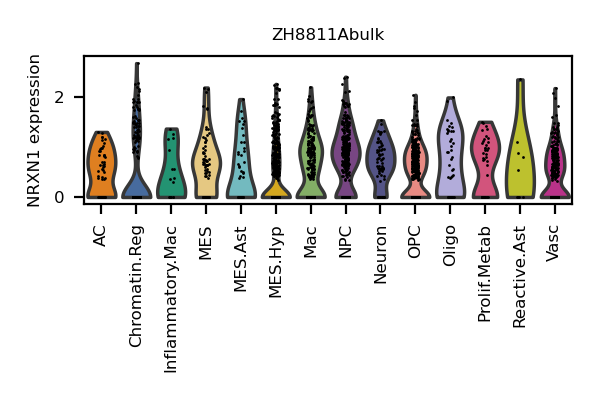 ZH8811Abulk
NRXN1 expression
2
0
AC
Chromatin.Reg
Inflammatory.Mac
MES
MES.Ast
MES.Hyp
Mac
NPC
Neuron
OPC
Oligo
Prolif.Metab
Reactive.Ast
Vasc